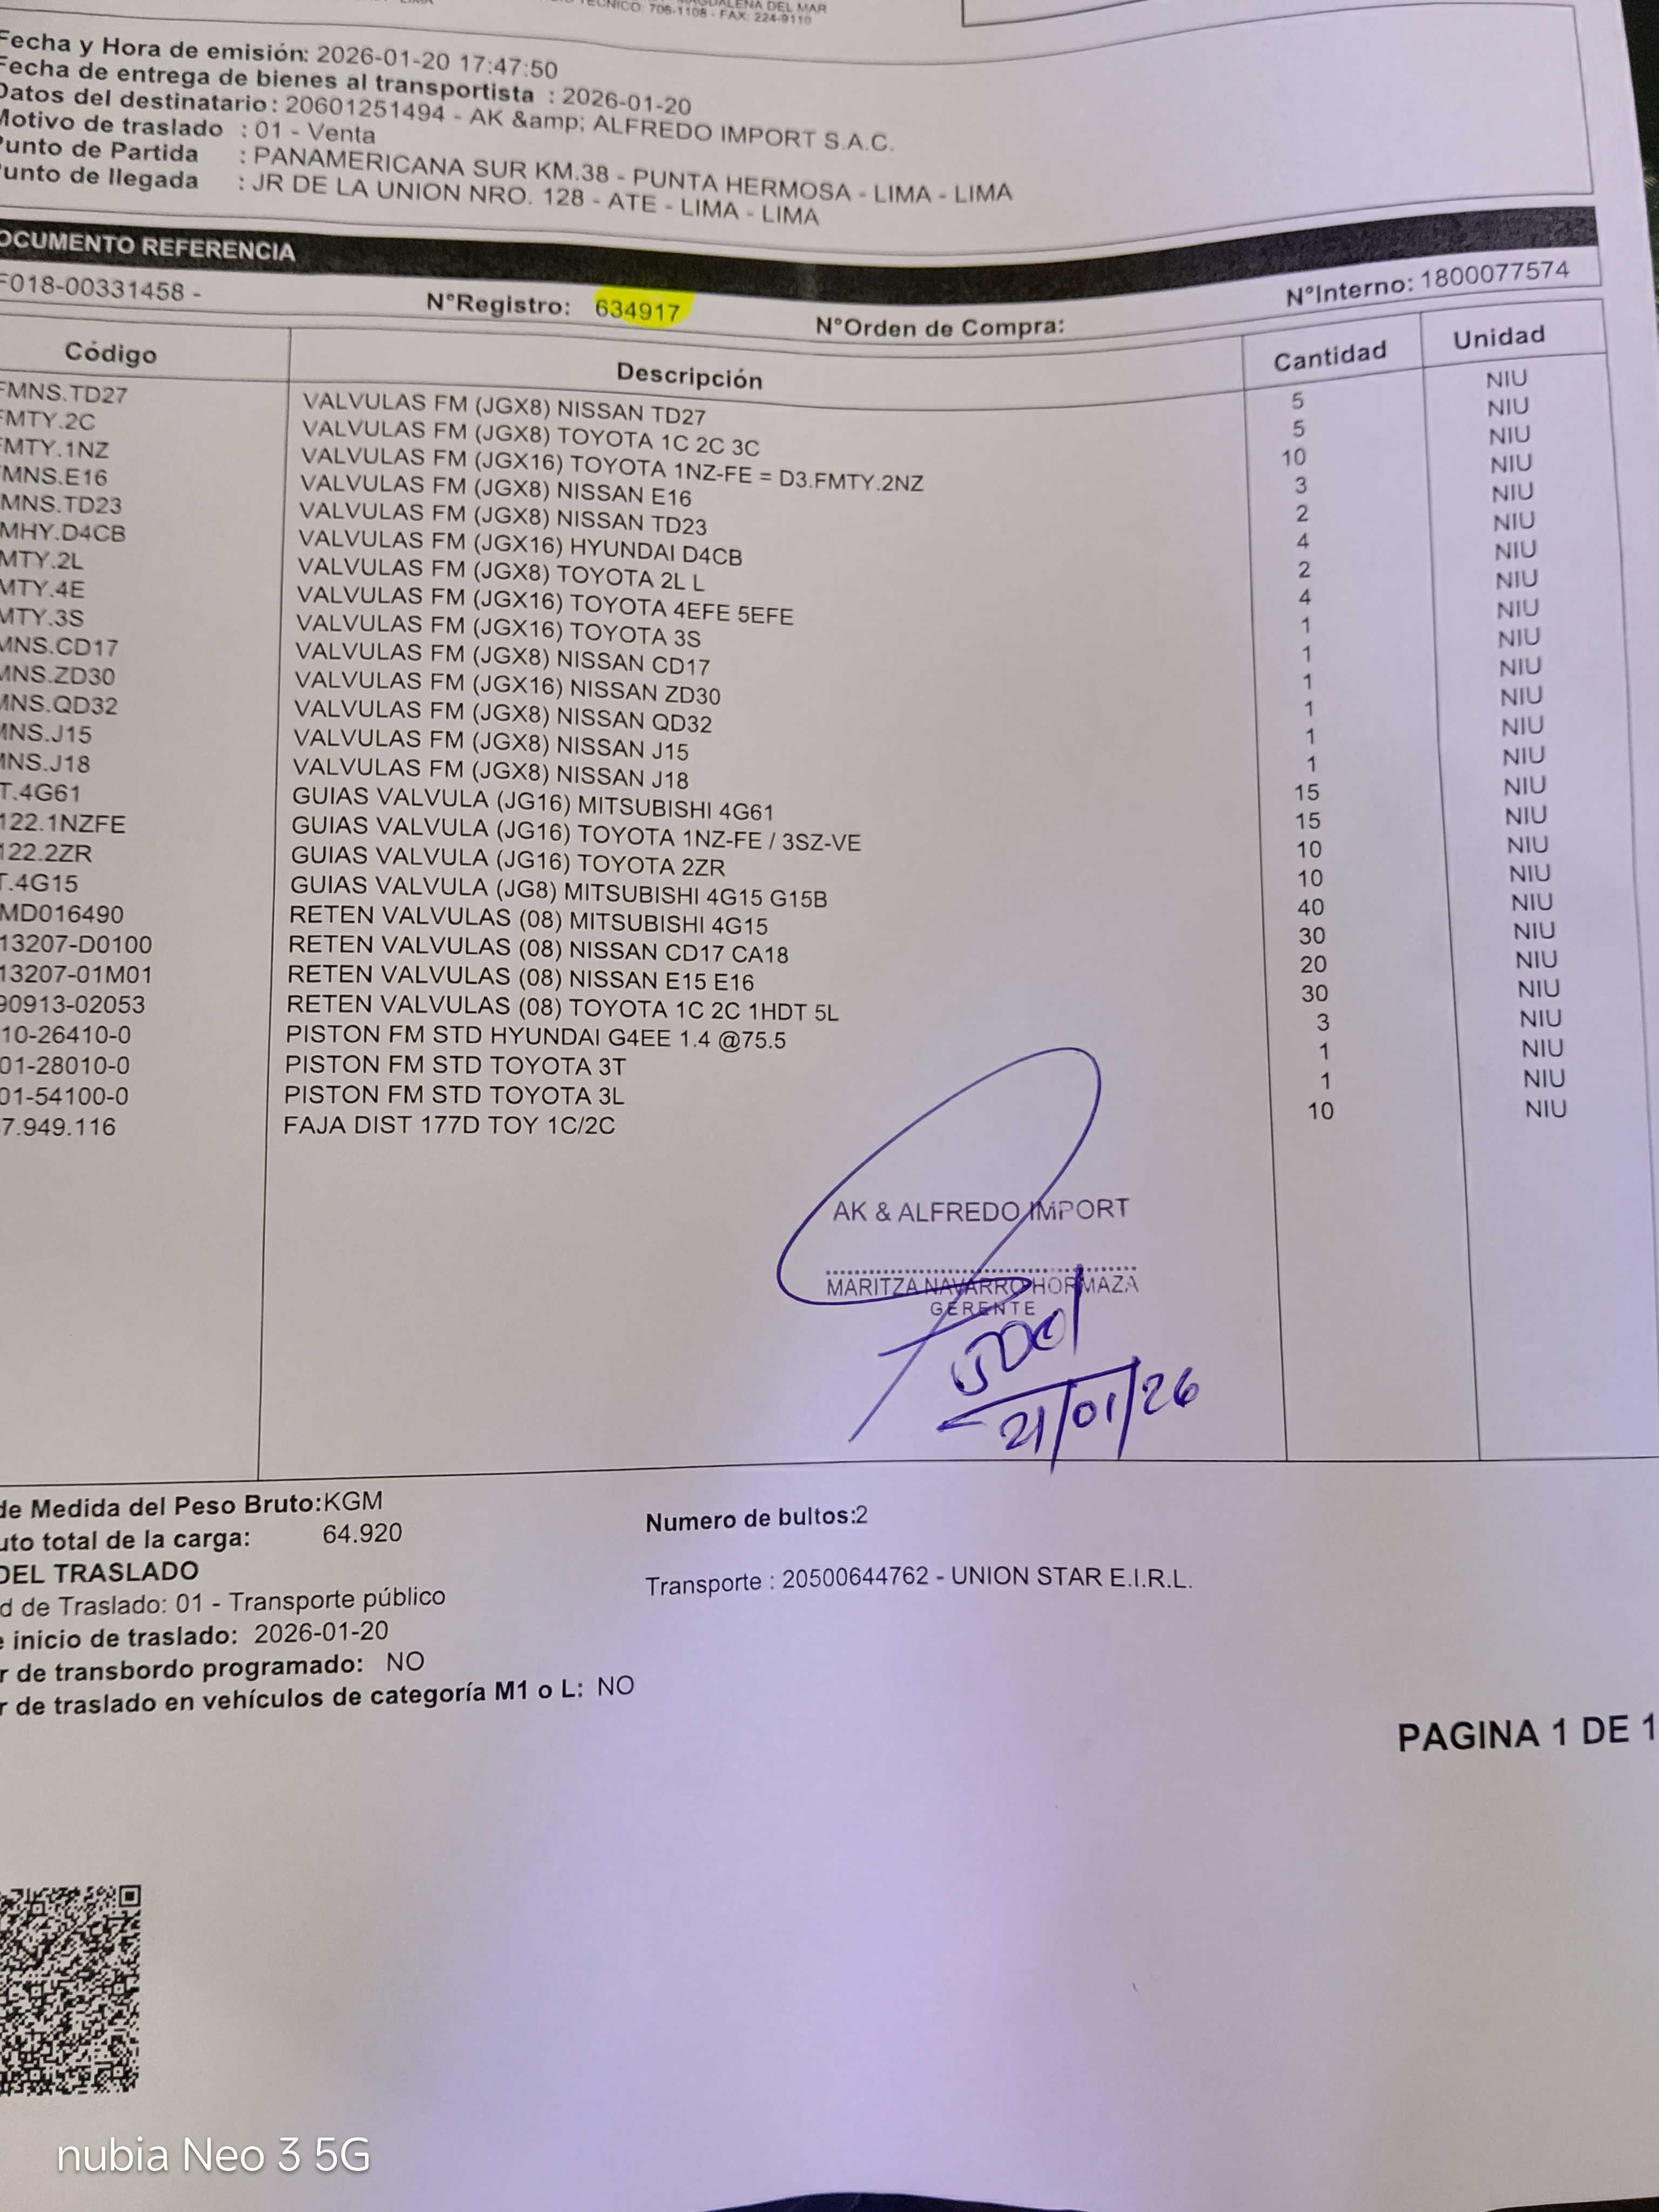 MAGDALENA DEL MAR
TECNICO: 706-1108 - FAX: 224-9110
Fecha y Hora de emisión: 2026-01-20 17:47:50
Fecha de entrega de bienes al transportista : 2026-01-20
Datos del destinatario : 20601251494 - AK &amp; ALFREDO IMPORT S.A.C.
Motivo de traslado : 01 - Venta
Punto de Partida : PANAMERICANA SUR KM.38 - PUNTA HERMOSA - LIMA - LIMA
Punto de llegada : JR DE LA UNION NRO. 128 - ATE - LIMA - LIMA
OCUMENTO REFERENCIA
F018-00331458 - N°Registro: 634917 N°Orden de Compra: N°Interno: 1800077574
Código Descripción Cantidad Unidad
FMNS.TD27 VALVULAS FM (JGX8) NISSAN TD27 5 NIU
FMTY.2C VALVULAS FM (JGX8) TOYOTA 1C 2C 3C 5 NIU
FMTY.1NZ VALVULAS FM (JGX16) TOYOTA 1NZ-FE = D3.FMTY.2NZ 10 NIU
MNS.E16 VALVULAS FM (JGX8) NISSAN E16 3 NIU
MNS.TD23 VALVULAS FM (JGX8) NISSAN TD23 2 NIU
MHY.D4CB VALVULAS FM (JGX16) HYUNDAI D4CB 4 NIU
MTY.2L VALVULAS FM (JGX8) TOYOTA 2L L 2 NIU
MTY.4E VALVULAS FM (JGX16) TOYOTA 4EFE 5EFE 4 NIU
MTY.3S VALVULAS FM (JGX16) TOYOTA 3S 1 NIU
MNS.CD17 VALVULAS FM (JGX8) NISSAN CD17 1 NIU
MNS.ZD30 VALVULAS FM (JGX16) NISSAN ZD30 1 NIU
MNS.QD32 VALVULAS FM (JGX8) NISSAN QD32 1 NIU
MNS.J15 VALVULAS FM (JGX8) NISSAN J15 1 NIU
MNS.J18 VALVULAS FM (JGX8) NISSAN J18 1 NIU
T.4G61 GUIAS VALVULA (JG16) MITSUBISHI 4G61 15 NIU
122.1NZFE GUIAS VALVULA (JG16) TOYOTA 1NZ-FE / 3SZ-VE 15 NIU
122.2ZR GUIAS VALVULA (JG16) TOYOTA 2ZR 10 NIU
T.4G15 GUIAS VALVULA (JG8) MITSUBISHI 4G15 G15B 10 NIU
MD016490 RETEN VALVULAS (08) MITSUBISHI 4G15 40 NIU
13207-D0100 RETEN VALVULAS (08) NISSAN CD17 CA18 30 NIU
13207-01M01 RETEN VALVULAS (08) NISSAN E15 E16 20 NIU
90913-02053 RETEN VALVULAS (08) TOYOTA 1C 2C 1HDT 5L 30 NIU
10-26410-0 PISTON FM STD HYUNDAI G4EE 1.4 @75.5 3 NIU
01-28010-0 PISTON FM STD TOYOTA 3T 1 NIU
01-54100-0 PISTON FM STD TOYOTA 3L 1 NIU
7.949.116 FAJA DIST 177D TOY 1C/2C 10 NIU
AK & ALFREDO IMPORT
MARITZA NAVARRO HORMAZA
GERENTE
21/01/26
de Medida del Peso Bruto:KGM
uto total de la carga: 64.920 Numero de bultos:2
DEL TRASLADO
d de Traslado: 01 - Transporte público Transporte : 20500644762 - UNION STAR E.I.R.L.
e inicio de traslado: 2026-01-20
r de transbordo programado: NO
r de traslado en vehículos de categoría M1 o L: NO
PAGINA 1 DE 1
nubia Neo 3 5G